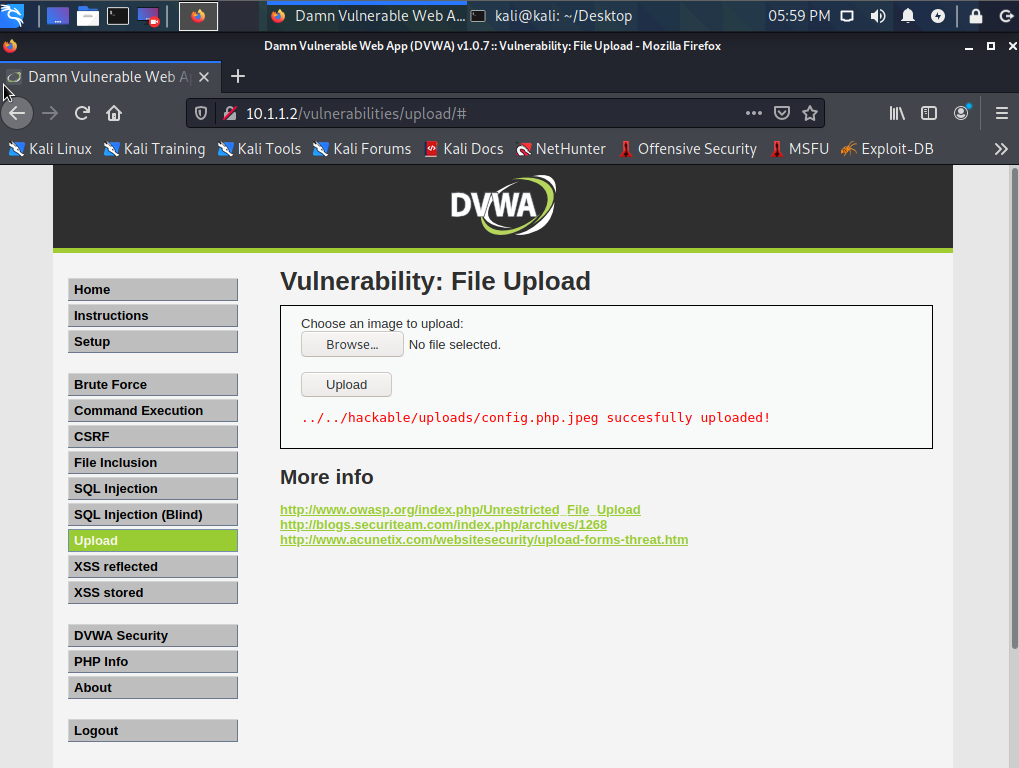 Damn Vulnerable Web A...
kali@kali: ~/Desktop
05:59 PM
Damn Vulnerable Web App (DVWA) v1.0.7 :: Vulnerability: File Upload - Mozilla Firefox
Damn Vulnerable Web Ap
10.1.1.2/vulnerabilities/upload/#
Kali Linux Kali Training Kali Tools Kali Forums Kali Docs NetHunter Offensive Security MSFU Exploit-DB
DVWA
Home
Instructions
Setup
Brute Force
Command Execution
CSRF
File Inclusion
SQL Injection
SQL Injection (Blind)
Upload
XSS reflected
XSS stored
DVWA Security
PHP Info
About
Logout
Vulnerability: File Upload
Choose an image to upload:
Browse... No file selected.
Upload
../../hackable/uploads/config.php.jpeg succesfully uploaded!
More info
http://www.owasp.org/index.php/Unrestricted_File_Upload
http://blogs.securiteam.com/index.php/archives/1268
http://www.acunetix.com/websitesecurity/upload-forms-threat.htm